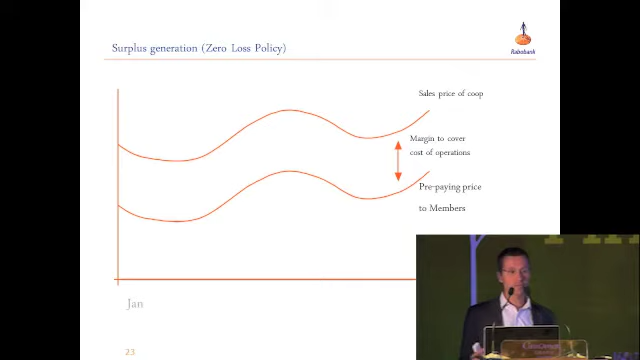 Surplus generation (Zero Loss Policy)
Rabobank
Sales price of coop
Margin to cover
cost of operations
Pre-paying price
to Members
Jan
23